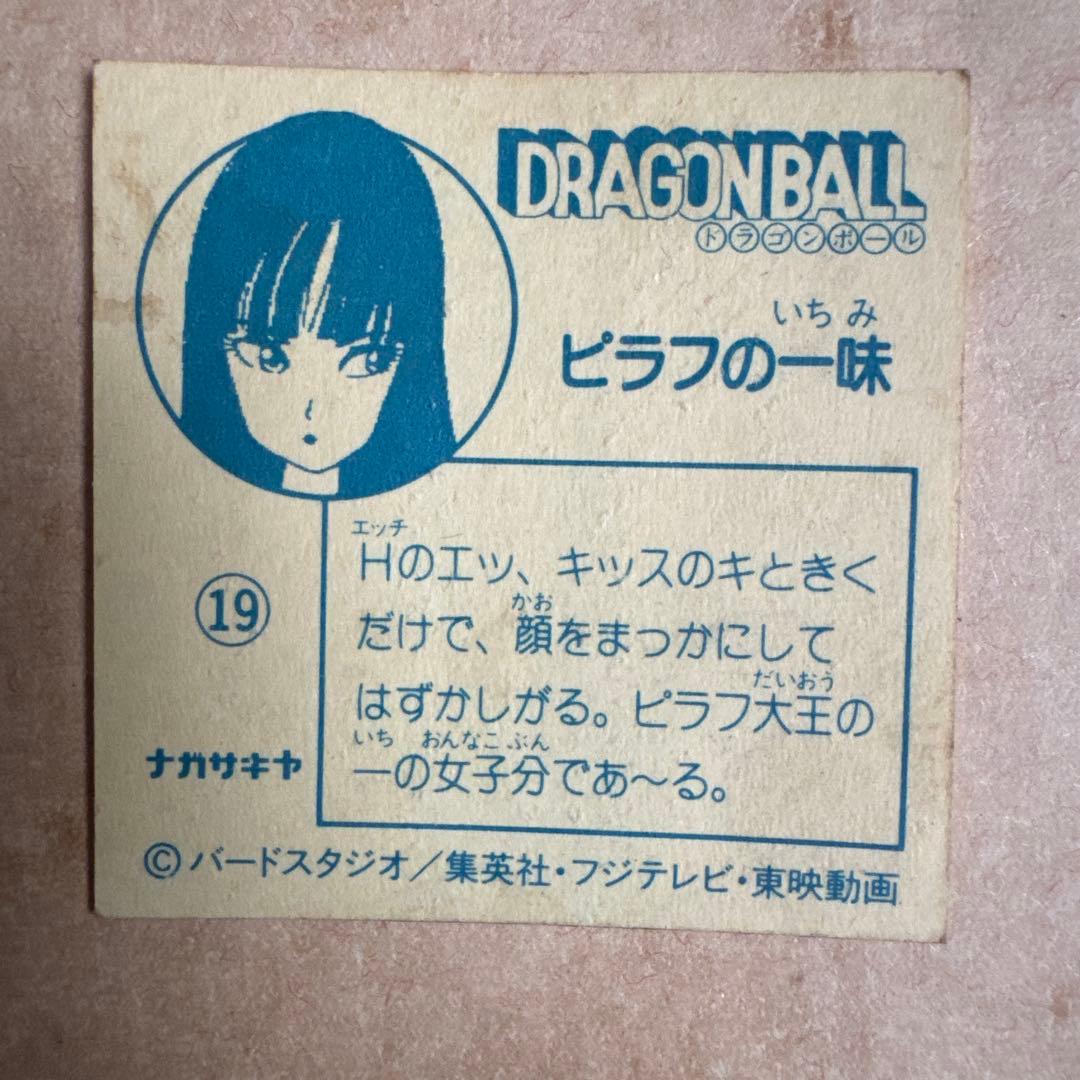 DRAGONBALL
ドラゴンボール
いちみ
ピラフの一味
エッチ
Hのエッ、キッスのキときく
かお
だけで、顔をまっかにして
だいおう
はずかしがる。ピラフ大王の
いち おんなこぶん
一の女子分であ〜る。
19
ナガサキヤ
©バードスタジオ/集英社・フジテレビ・東映動画